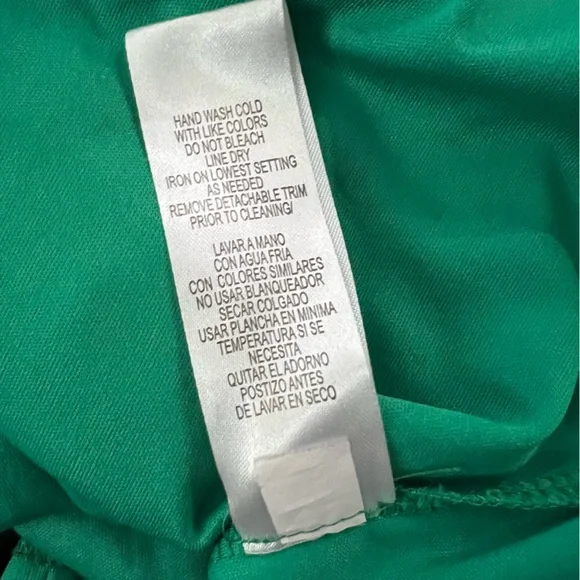 HAND WASH COLD
WITH LIKE COLORS
DO NOT BLEACH
LINE DRY
IRON ON LOWEST SETTING
AS NEEDED
REMOVE DETACHABLE TRIM
PRIOR TO CLEANING/
LAVAR A MANO
CON AGUA FRIA
CON COLORES SIMILARES
NO USAR BLANQUEADOR
SECAR COLGADO
USAR PLANCHA EN MINIMA
TEMPERATURA SI SE
NECESITA
QUITAR EL ADORNO
POSTIZO ANTES
DE LAVAR EN SECO